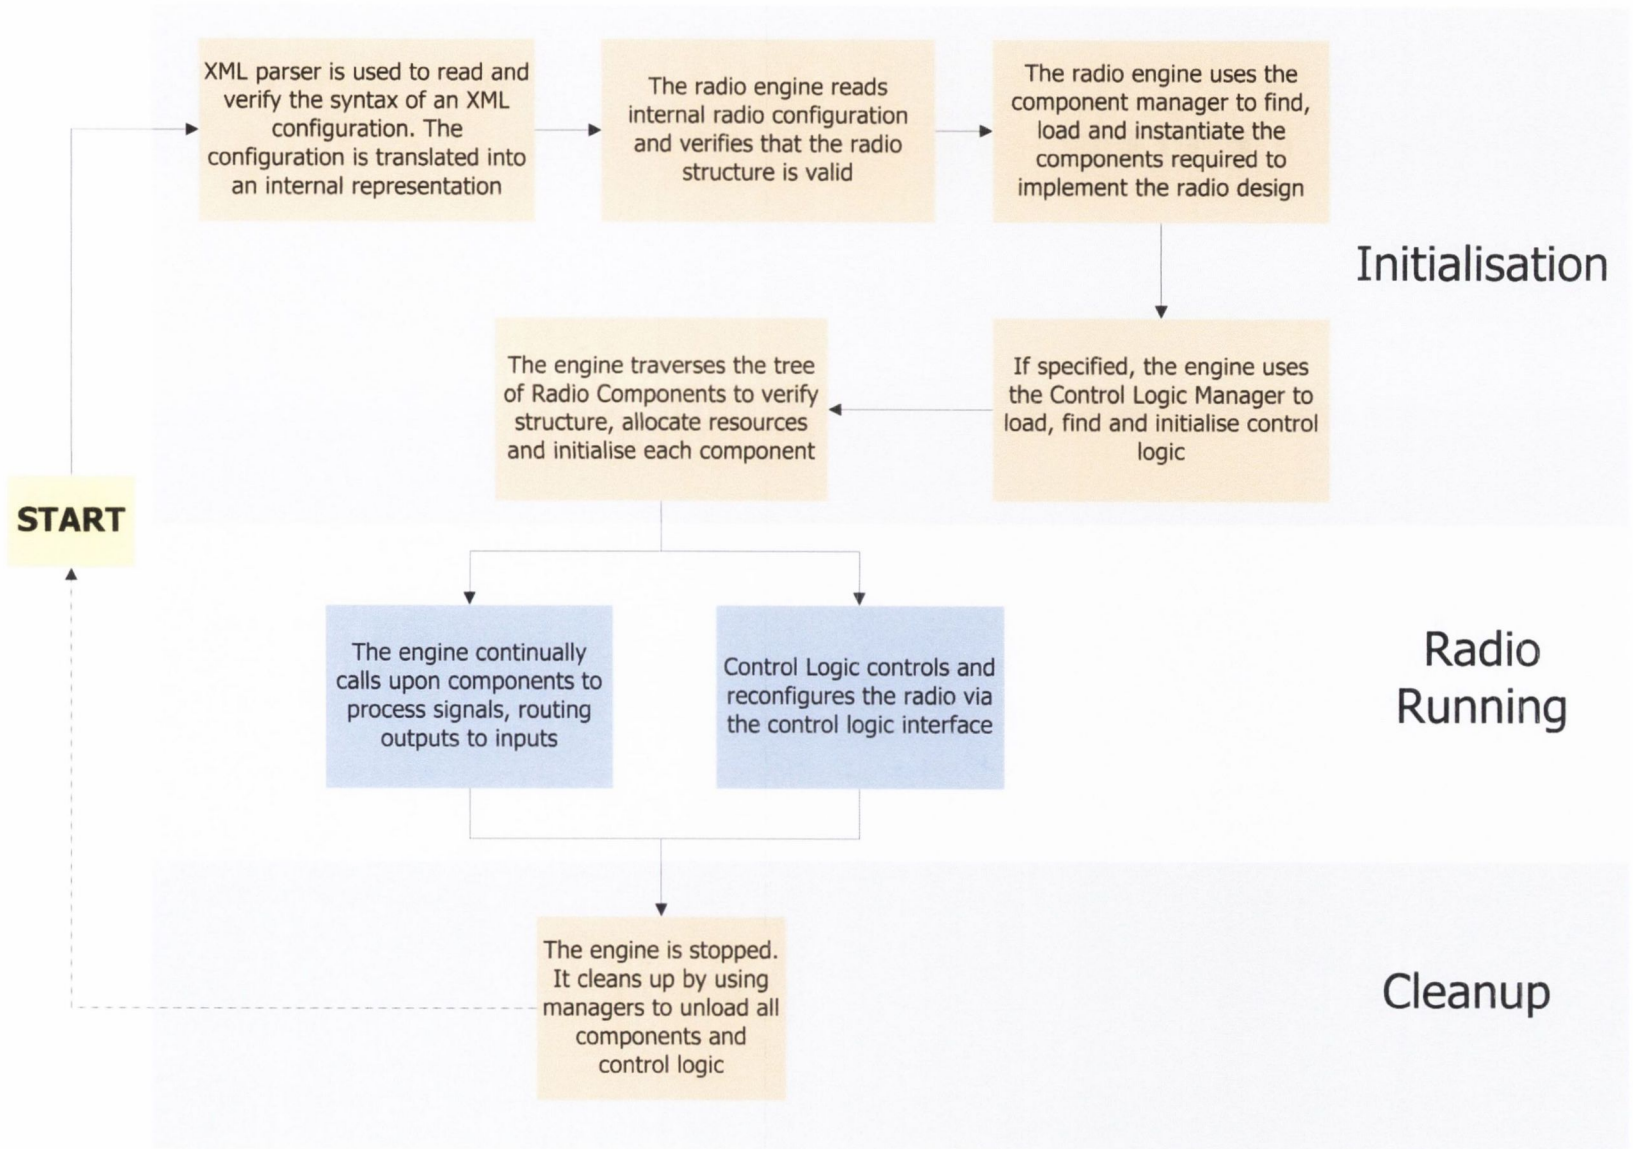 XML parser is used to read and
verify the syntax of an XML
configuration. The
configuration is translated into
an internal representation
The radio engine reads
internal radio configuration
and verifies that the radio
structure is valid
The radio engine uses the
component manager to find,
load and instantiate the
components required to
implement the radio design
Initialisation
If specified, the engine uses
the Control Logic Manager to
load, find and initialise control
logic
The engine traverses the tree
of Radio Components to verify
structure, allocate resources
and initialise each component
START
The engine continually
calls upon components to
process signals, routing
outputs to inputs
Control Logic controls and
reconfigures the radio via
the control logic interface
Radio
Running
The engine is stopped.
It cleans up by using
managers to unload all
components and
control logic
Cleanup